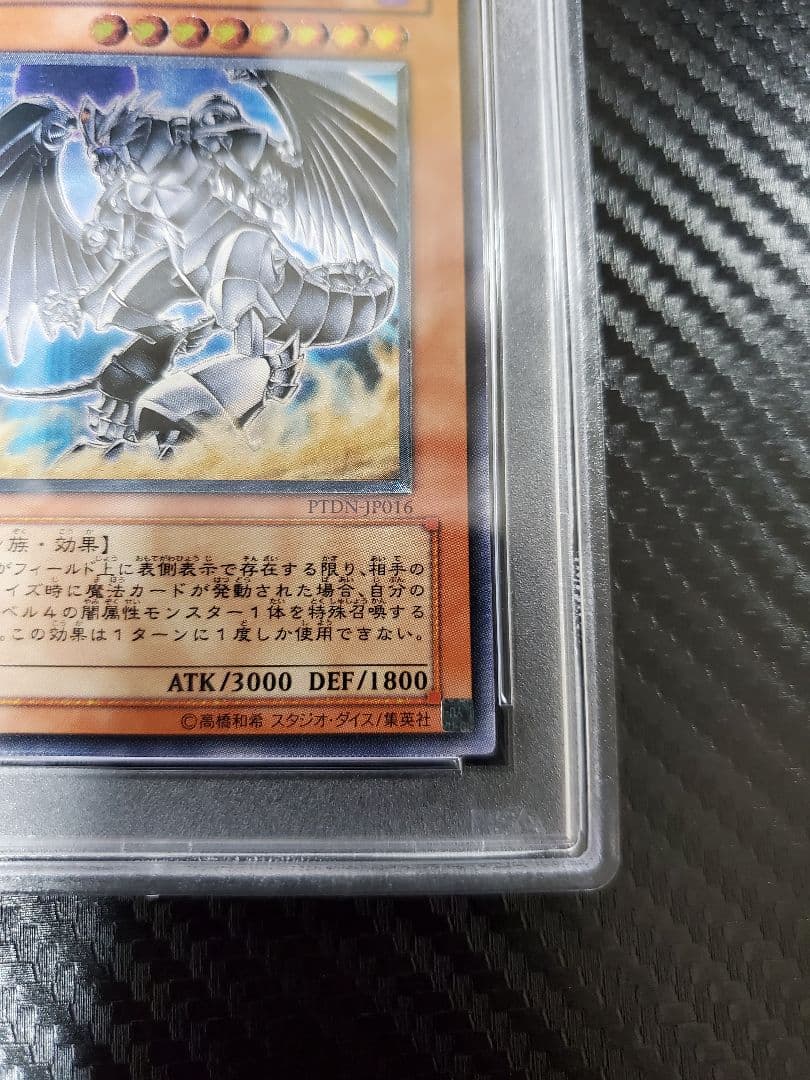 PTDN-JP016
族・効果】
がフィールド上に表側表示で存在する限り、相手の
イズ時に魔法カードが発動された場合、自分の
ベル4の闇属性モンスター1体を特殊召喚する
。この効果は1ターンに1度しか使用できない。
ATK/3000 DEF/1800
©高橋和希 スタジオ・ダイス/集英社